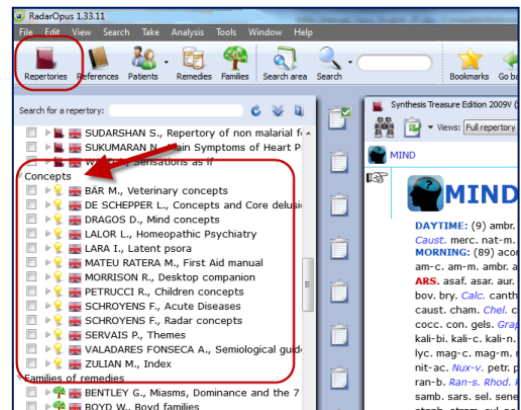 RadarOpus 1.33.11
File Edit View Search Take Analysis Tools Window Help
Repertories References Patients Remedies Families Search area Search Bookmarks Go ba
Search for a repertory:
Synthesis Treasure Edition 2009V (
Views: Full repertory
MIND
SUDARSHAN S., Repertory of non malarial f
SUKUMARAN N., Main Symptoms of Heart P
Sensations as if
Concepts
BÄR M., Veterinary concepts
DE SCHEPPER L., Concepts and Core delusi
DRAGOS D., Mind concepts
LALOR L., Homeopathic Psychiatry
LARA I., Latent psora
MATEU RATERA M., First Aid manual
MORRISON R., Desktop companion
PETRUCCI R., Children concepts
SCHROYENS F., Acute Diseases
SCHROYENS F., Radar concepts
SERVAIS P., Themes
VALADARES FONSECA A., Semiological guid
ZULIAN M., Index
Families of remedies
BENTLEY G., Miasms, Dominance and the 7
BOYD W., Boyd families
MIND
DAYTIME: (9) ambr.
Caust. merc. nat-m.
MORNING: (89) acon
am-c. am-m. ambr. a
ARS. asaf. asar. aur.
bov. bry. Calc. canth
caust. cham. Chel. c
cocc. con. gels. Grap
kali-bi. kali-c. kali-n.
lyc. mag-c. mag-m.
nit-ac. Nux-v. petr. p
ran-b. Ran-s. Rhod.
samb. sars. sel. sene